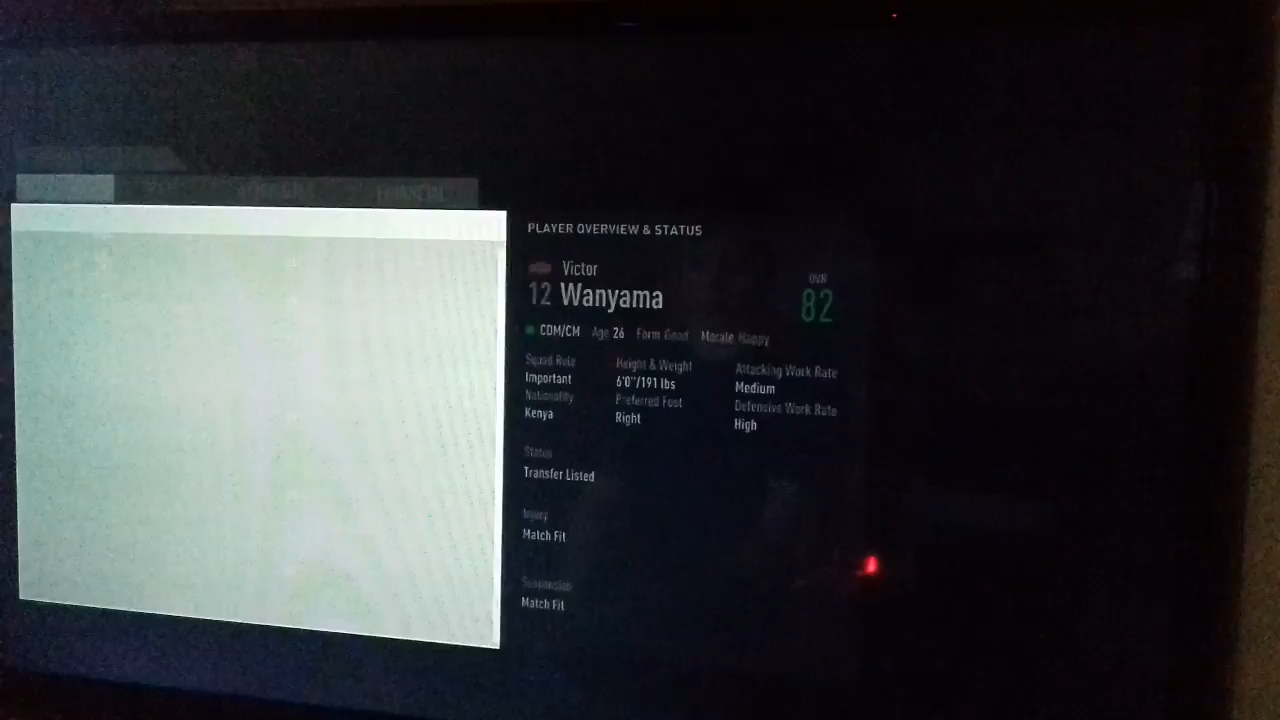 PLAYER OVERVIEW & STATUS
Victor
12 Wanyama
OVR
82
CDM/CM Age 26 Form Good Morale Happy
Squad Role Height & Weight Attacking Work Rate
Important 6'0"/191 lbs Medium
Nationality Preferred Foot Defensive Work Rate
Kenya Right High
Status
Transfer Listed
Injury
Match Fit
Suspension
Match Fit